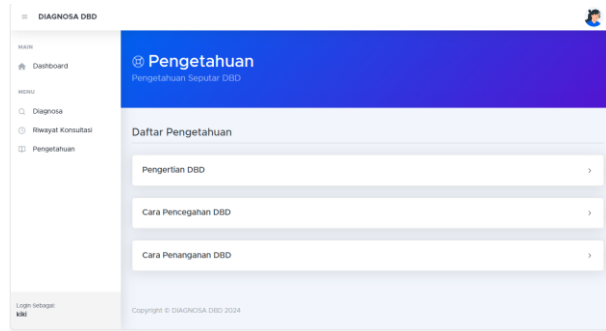 DIAGNOSA DBD
MAIN
Dashboard
MENU
Diagnosa
Riwayat Konsultasi
Pengetahuan
Login Sebagai:
kiki
Pengetahuan
Pengetahuan Seputar DBD
Daftar Pengetahuan
Pengertian DBD
Cara Pencegahan DBD
Cara Penanganan DBD
Copyright © DIAGNOSA DBD 2024